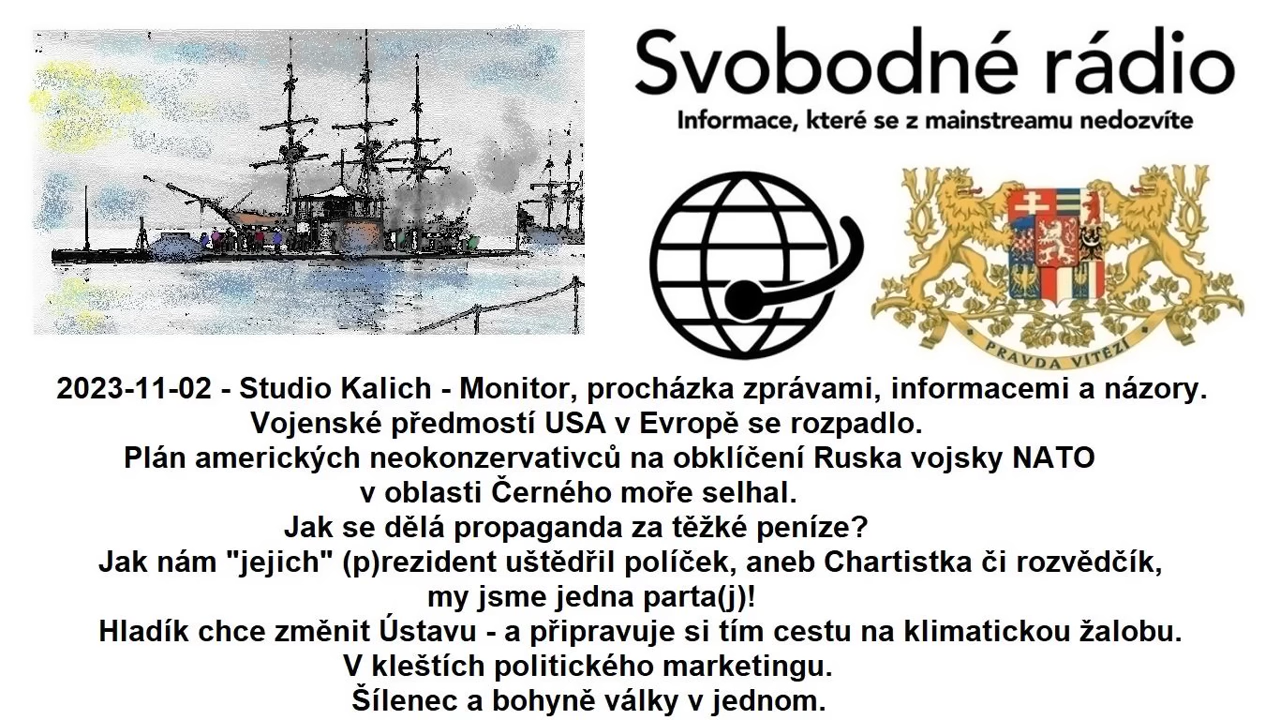 Svobodné rádio
Informace, které se z mainstreamu nedozvíte
PRAVDA VÍTĚZÍ
2023-11-02 - Studio Kalich - Monitor, procházka zprávami, informacemi a názory.
Vojenské předmostí USA v Evropě se rozpadlo.
Plán amerických neokonzervativců na obklíčení Ruska vojsky NATO
v oblasti Černého moře selhal.
Jak se dělá propaganda za těžké peníze?
Jak nám "jejich" (p)rezident uštědřil políček, aneb Chartistka či rozvědčík,
my jsme jedna parta(j)!
Hladík chce změnit Ústavu - a připravuje si tím cestu na klimatickou žalobu.
V kleštích politického marketingu.
Šílenec a bohyně války v jednom.